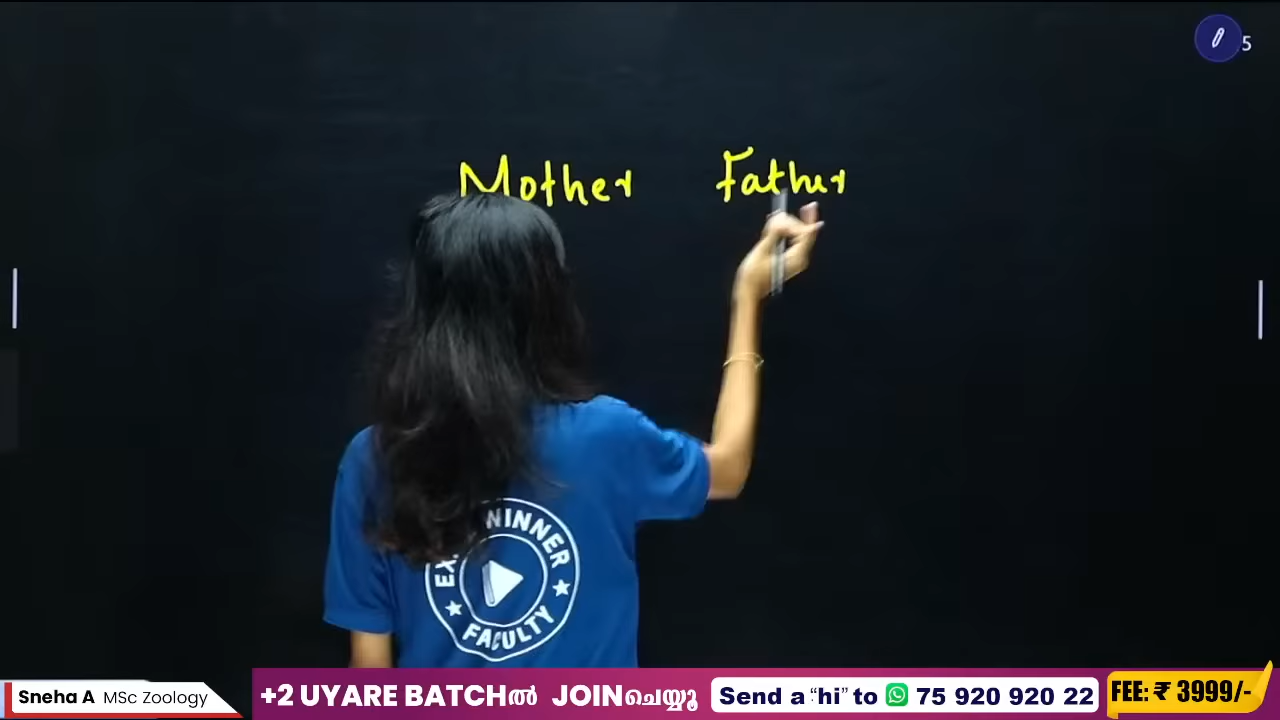 5
Mother Father
EX WINNER
FACULTY
Sneha A MSc Zoology
+2 UYARE BATCHൽ JOINചെയ്യൂ
Send a “hi” to 75 920 920 22
FEE: ₹ 3999/-